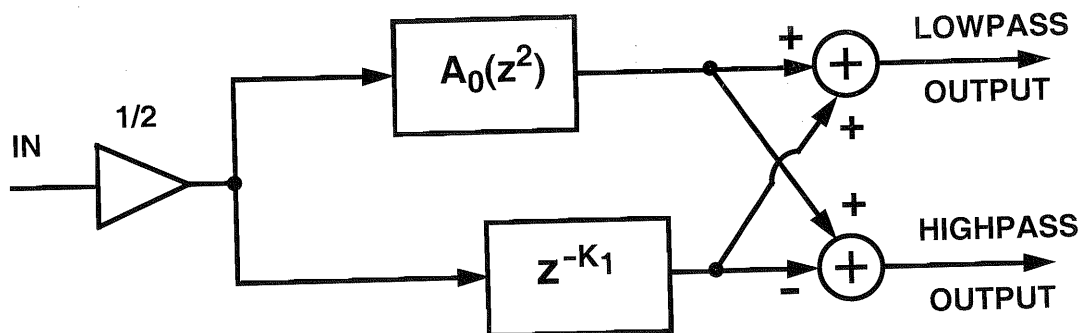 LOWPASS
OUTPUT
A₀(z²)
+
+
+
1/2
IN
+
+
HIGHPASS
OUTPUT
z⁻ᴷ₁
-